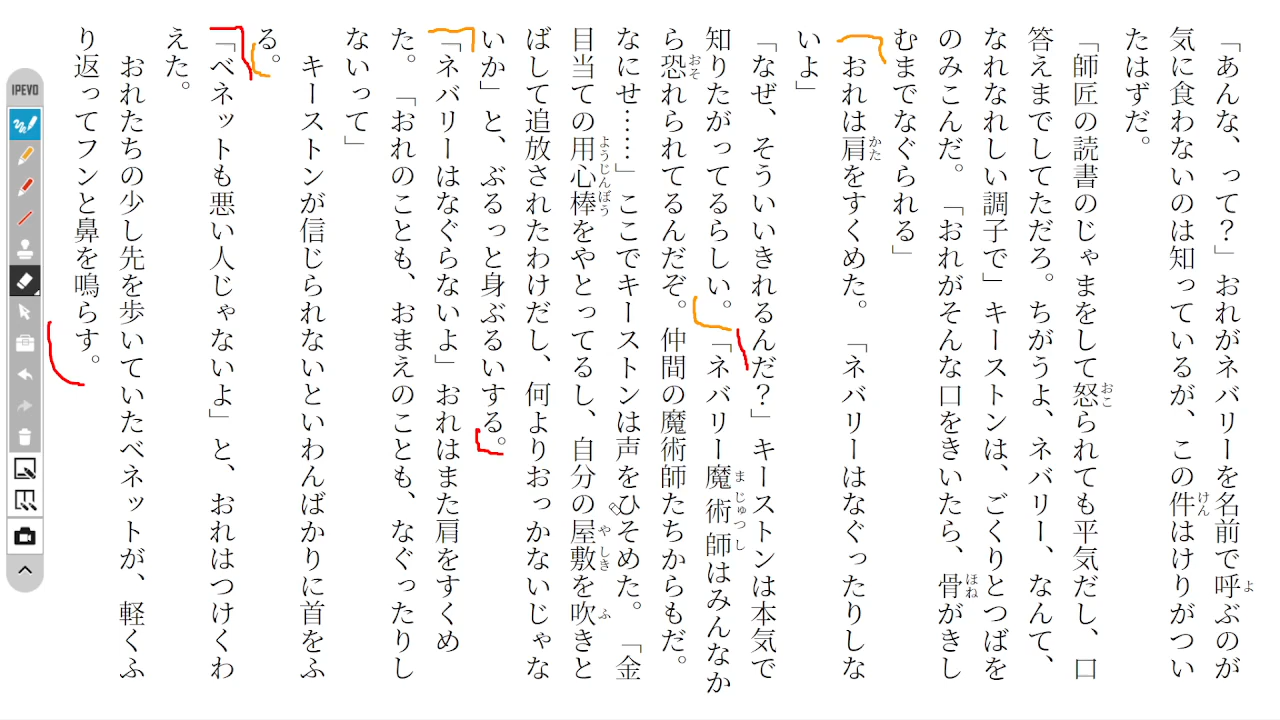 「あんな、って？」おれがネバリーを名前で呼ぶのが
気に食わないのは知っているが、この件はけりがつい
たはずだ。
「師匠の読書のじゃまをして怒られても平気だし、口
答えまでしてただろ。ちがうよ、ネバリー、なんて、
なれなれしい調子で」キーストンは、ごくりとつばを
のみこんだ。「おれがそんな口をきいたら、骨がきし
むまでなぐられる」
おれは肩をすくめた。「ネバリーはなぐったりしな
いよ」
「なぜ、そういいきれるんだ？」キーストンは本気で
知りたがってるらしい。「ネバリー魔術師はみんなか
ら恐れられてるんだぞ。仲間の魔術師たちからもだ。
なにせ……」ここでキーストンは声をひそめた。「金
目当ての用心棒をやとってるし、自分の屋敷を吹きと
ばして追放されたわけだし、何よりおっかないじゃな
いか」と、ぶるっと身ぶるいする。
「ネバリーはなぐらないよ」おれはまた肩をすくめ
た。「おれのことも、おまえのことも、なぐったりし
ないって」
キーストンが信じられないといわんばかりに首をふ
る。
「ベネットも悪い人じゃないよ」と、おれはつけくわ
えた。
おれたちの少し先を歩いていたベネットが、軽くふ
り返ってフンと鼻を鳴らす。
IPEVO